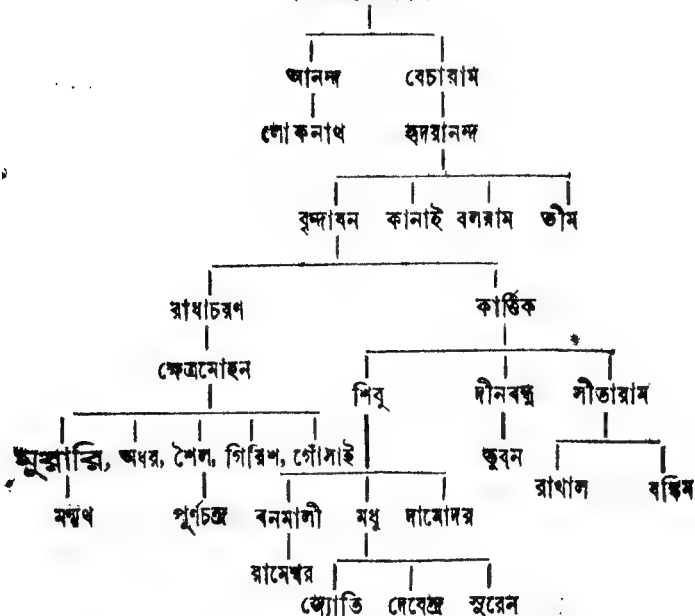 আনন্দ বেচারাম
লোকনাথ হৃদয়ানন্দ
বৃন্দাবন কানাই বলরাম ভীম
রাধাচরণ কার্ত্তিক
ক্ষেত্রমোহন
শিবু দীনবন্ধু সীতারাম
মুরারি, অধর, শৈল, গিরিশ, গোঁসাই ভুবন
রাখাল বঙ্কিম
মন্মথ পূর্ণচন্দ্র বনমালী মধু দামোদর
রামেশ্বর
জ্যোতি দেবেন্দ্র সুরেন